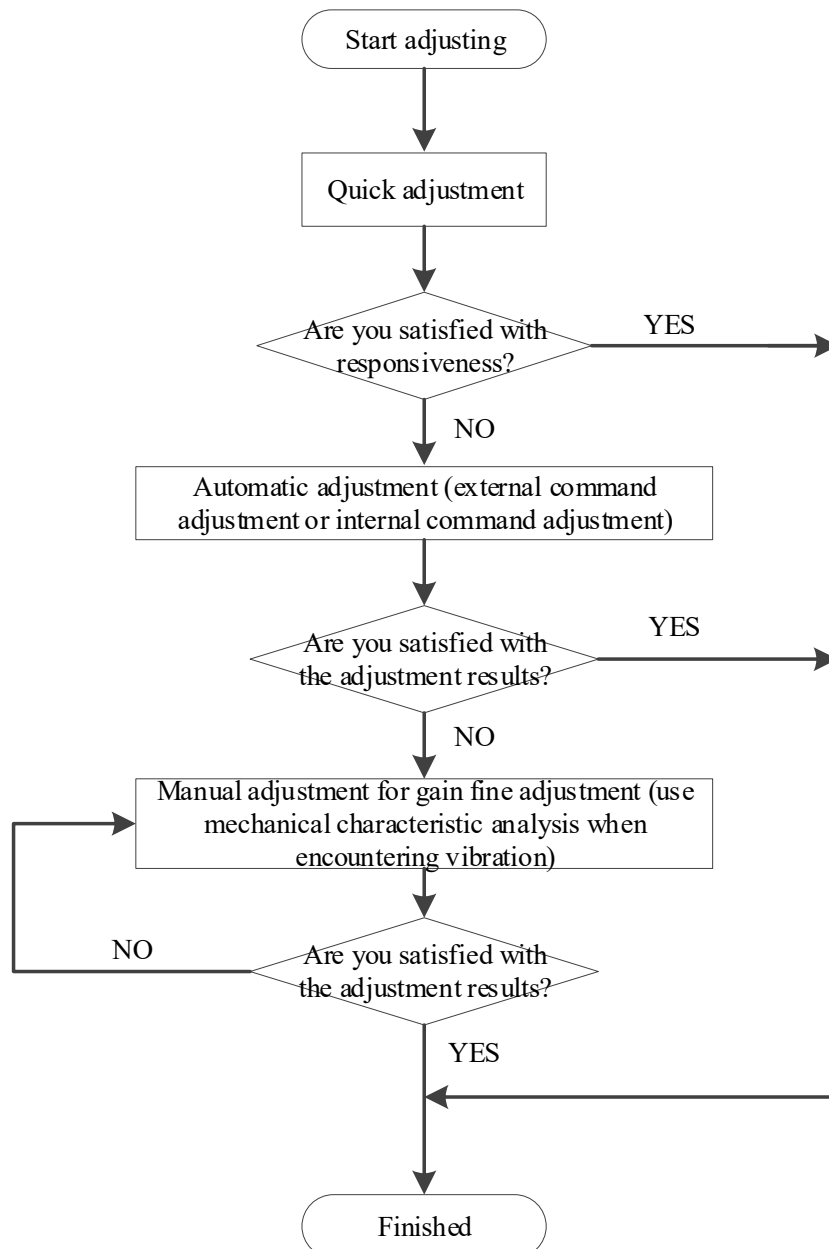 Start adjusting
Quick adjustment
Are you satisfied with
responsiveness?
YES
NO
Automatic adjustment (external command
adjustment or internal command adjustment)
Are you satisfied with
the adjustment results?
YES
NO
Manual adjustment for gain fine adjustment (use
mechanical characteristic analysis when
encountering vibration)
Are you satisfied with
the adjustment results?
NO
YES
Finished